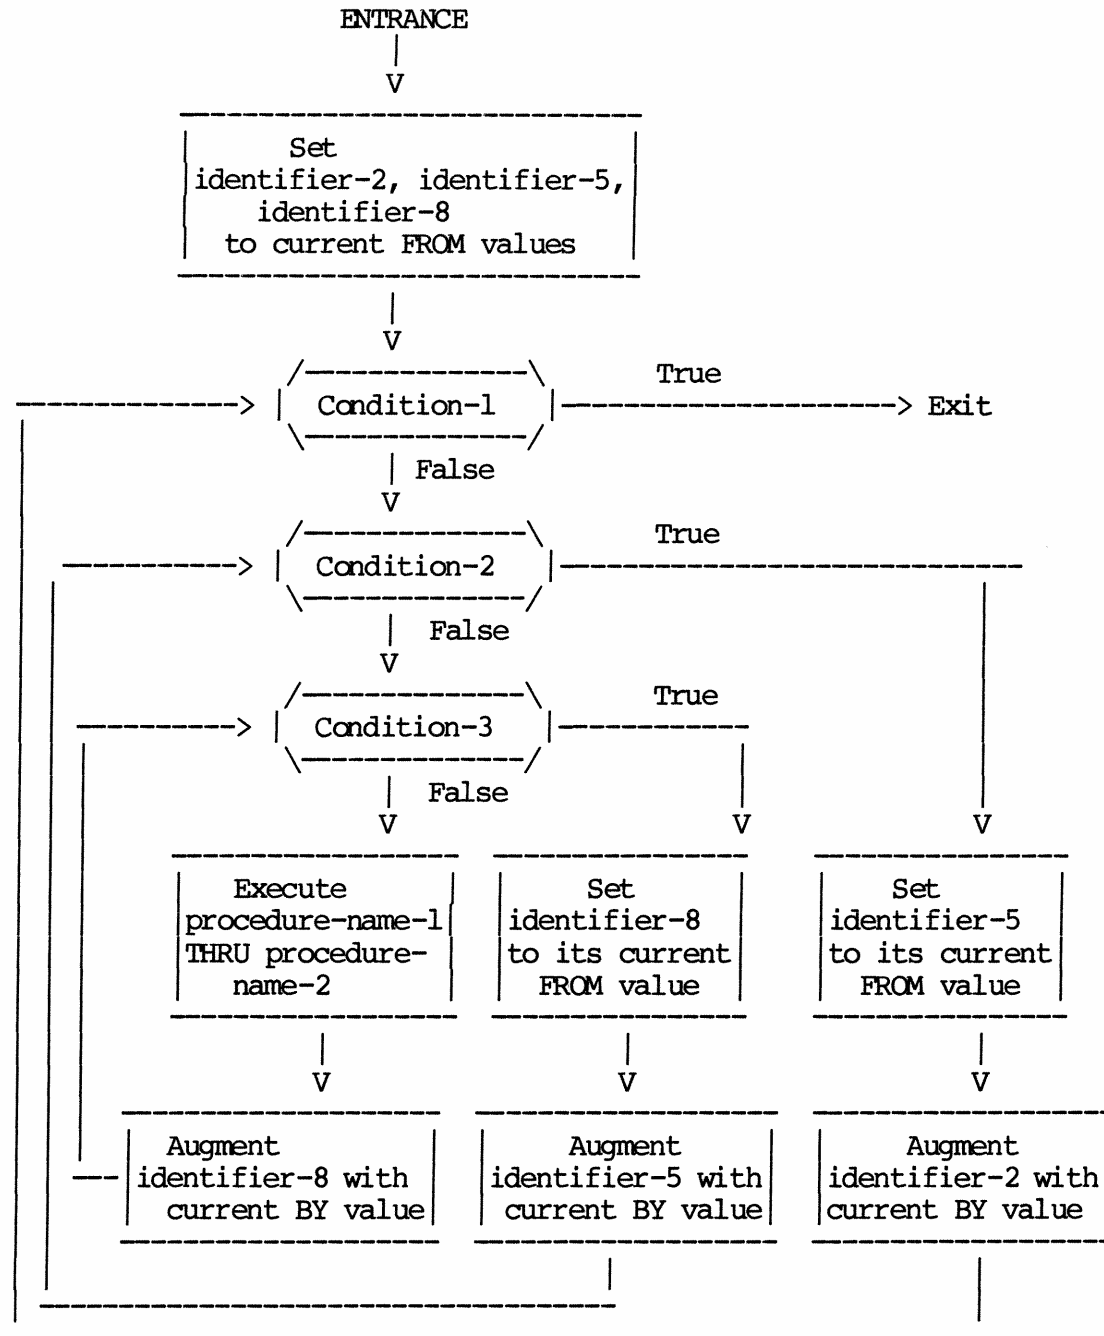 ENTRANCE
V
Set
identifier-2, identifier-5,
identifier-8
to current FROM values
V
True
Condition-1
Exit
False
V
True
Condition-2
False
V
True
Condition-3
False
V V V
Execute
procedure-name-1
THRU procedure-
name-2
Set
identifier-8
to its current
FROM value
Set
identifier-5
to its current
FROM value
V V V
Augment
identifier-8 with
current BY value
Augment
identifier-5 with
current BY value
Augment
identifier-2 with
current BY value